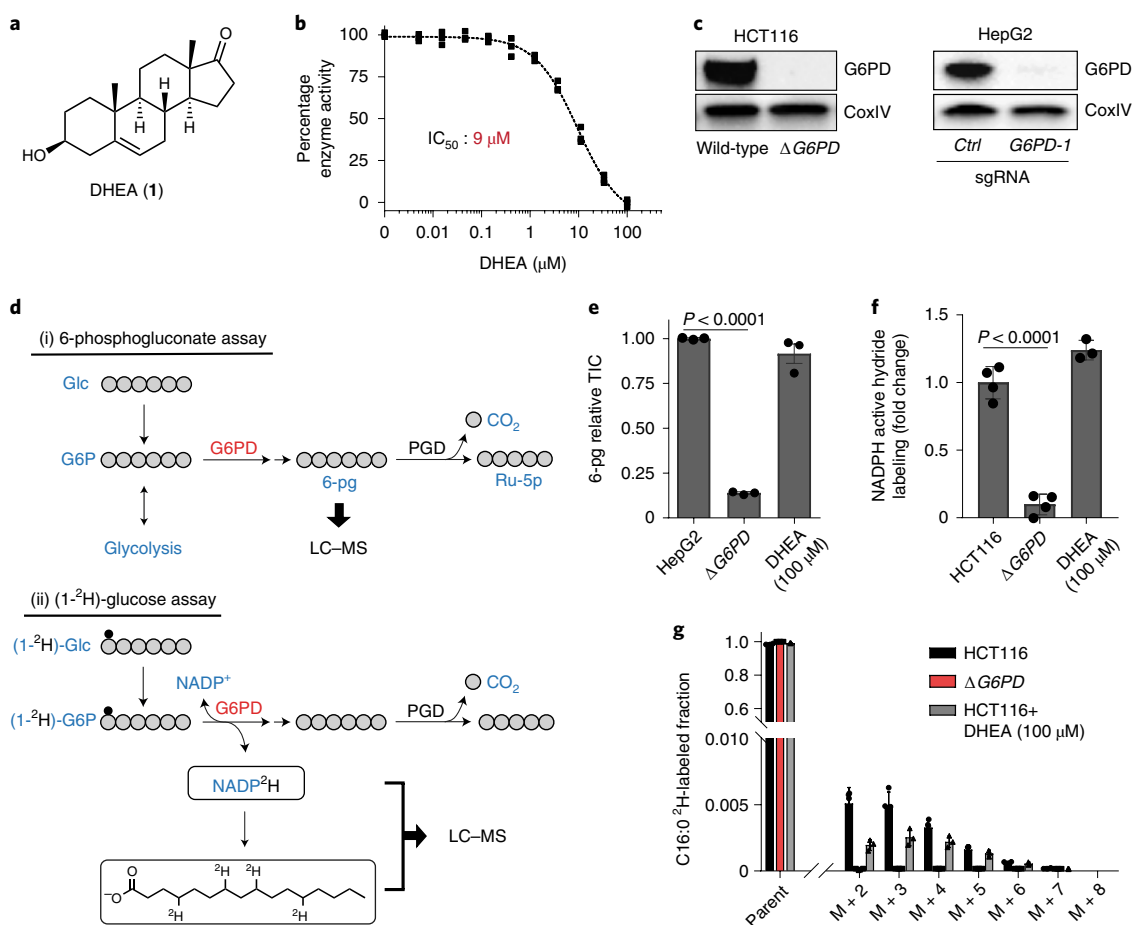 a
O
H
H
H
HO
DHEA (1)
b
Percentage
enzyme activity
100
75
50
25
0
IC50 : 9 μM
0 0.01 0.1 1 10 100
DHEA (μM)
c
HCT116
G6PD
CoxIV
Wild-type ΔG6PD
HepG2
G6PD
CoxIV
Ctrl G6PD-1
sgRNA
d
(i) 6-phosphogluconate assay
Glc
CO2
G6P
G6PD
PGD
6-pg
Ru-5p
Glycolysis
LC–MS
(ii) (1-²H)-glucose assay
(1-²H)-Glc
NADP⁺
CO2
(1-²H)-G6P
G6PD
PGD
NADP²H
LC–MS
O
⁻O
²H ²H
²H ²H
e
P < 0.0001
6-pg relative TIC
1.00
0.75
0.50
0.25
0
HepG2
ΔG6PD
DHEA
(100 μM)
f
P < 0.0001
NADPH active hydride
labeling (fold change)
1.5
1.0
0.5
0
HCT116
ΔG6PD
DHEA
(100 μM)
g
C16:0 ²H-labeled fraction
1.0
0.8
0.6
0.010
0.005
0
HCT116
ΔG6PD
HCT116+
DHEA (100 μM)
Parent
M + 2
M + 3
M + 4
M + 5
M + 6
M + 7
M + 8